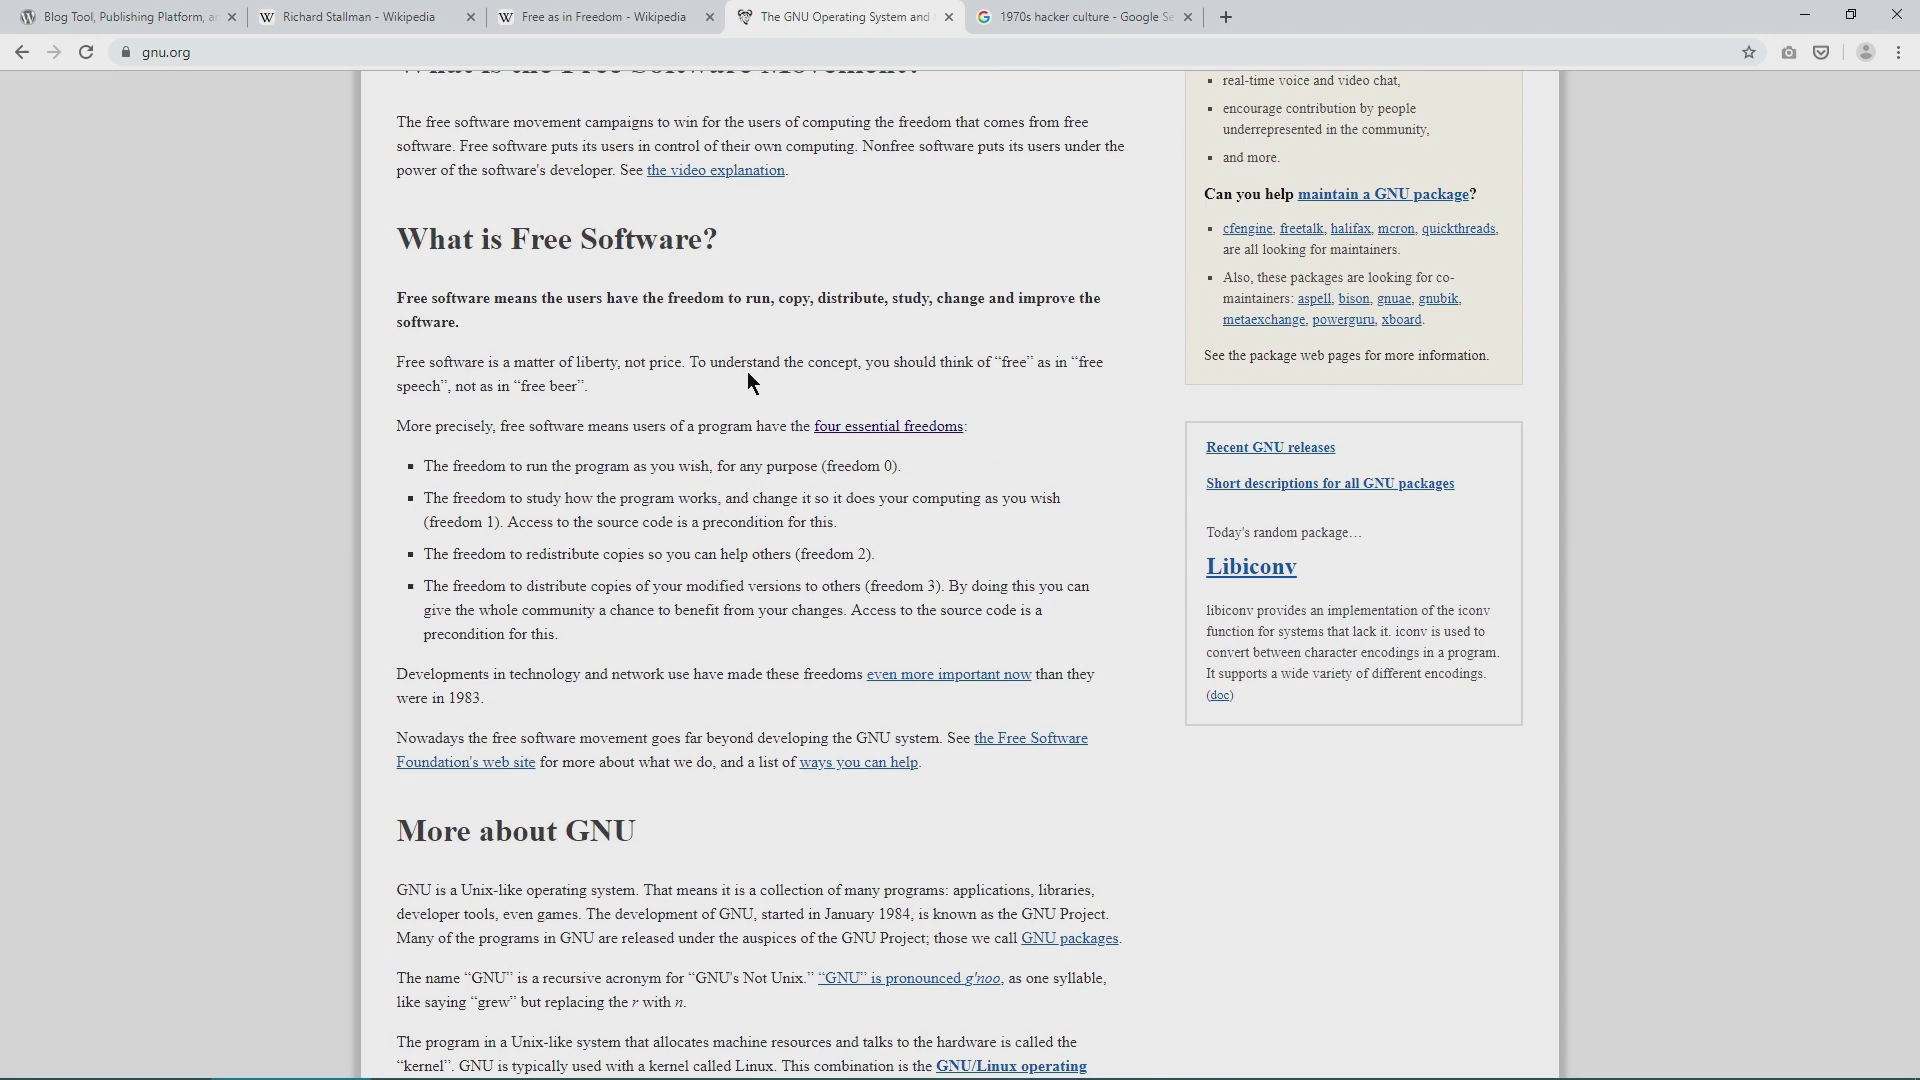 Blog Tool, Publishing Platform, a
Richard Stallman - Wikipedia
Free as in Freedom - Wikipedia
The GNU Operating System and
1970s hacker culture - Google Se
gnu.org
What is the Free Software Movement?
The free software movement campaigns to win for the users of computing the freedom that comes from free
software. Free software puts its users in control of their own computing. Nonfree software puts its users under the
power of the software's developer. See the video explanation.
What is Free Software?
Free software means the users have the freedom to run, copy, distribute, study, change and improve the
software.
Free software is a matter of liberty, not price. To understand the concept, you should think of “free” as in “free
speech”, not as in “free beer”.
More precisely, free software means users of a program have the four essential freedoms:
▪ The freedom to run the program as you wish, for any purpose (freedom 0).
▪ The freedom to study how the program works, and change it so it does your computing as you wish
(freedom 1). Access to the source code is a precondition for this.
▪ The freedom to redistribute copies so you can help others (freedom 2).
▪ The freedom to distribute copies of your modified versions to others (freedom 3). By doing this you can
give the whole community a chance to benefit from your changes. Access to the source code is a
precondition for this.
Developments in technology and network use have made these freedoms even more important now than they
were in 1983.
Nowadays the free software movement goes far beyond developing the GNU system. See the Free Software
Foundation's web site for more about what we do, and a list of ways you can help.
More about GNU
GNU is a Unix-like operating system. That means it is a collection of many programs: applications, libraries,
developer tools, even games. The development of GNU, started in January 1984, is known as the GNU Project.
Many of the programs in GNU are released under the auspices of the GNU Project; those we call GNU packages.
The name “GNU” is a recursive acronym for “GNU's Not Unix.” “GNU” is pronounced g'noo, as one syllable,
like saying “grew” but replacing the r with n.
The program in a Unix-like system that allocates machine resources and talks to the hardware is called the
“kernel”. GNU is typically used with a kernel called Linux. This combination is the GNU/Linux operating
▪ real-time voice and video chat,
▪ encourage contribution by people
underrepresented in the community,
▪ and more.
Can you help maintain a GNU package?
▪ cfengine, freetalk, halifax, mcron, quickthreads,
are all looking for maintainers.
▪ Also, these packages are looking for co-
maintainers: aspell, bison, gnuae, gnubik,
metaexchange, powerguru, xboard.
See the package web pages for more information.
Recent GNU releases
Short descriptions for all GNU packages
Today's random package…
Libiconv
libiconv provides an implementation of the iconv
function for systems that lack it. iconv is used to
convert between character encodings in a program.
It supports a wide variety of different encodings.
(doc)